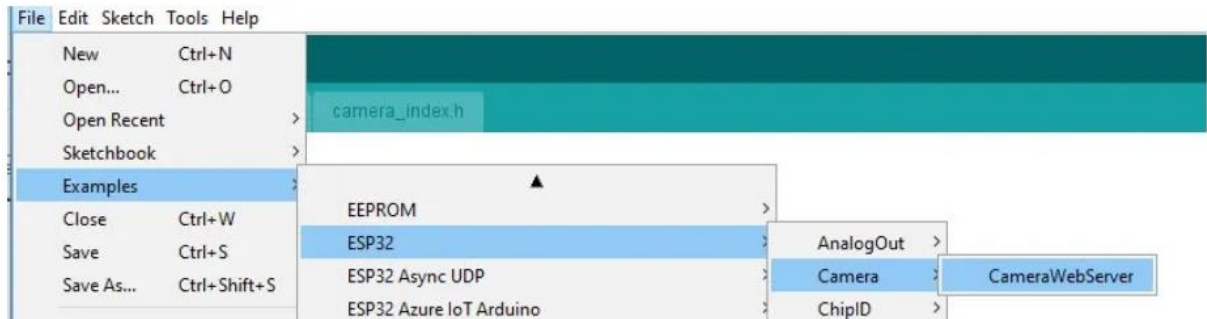 File Edit Sketch Tools Help
New Ctrl+N
Open... Ctrl+O
camera_index.h
Open Recent
Sketchbook
Examples
Close Ctrl+W
Save Ctrl+S
Save As... Ctrl+Shift+S
EEPROM
ESP32
ESP32 Async UDP
ESP32 Azure IoT Arduino
AnalogOut
Camera
ChipID
CameraWebServer